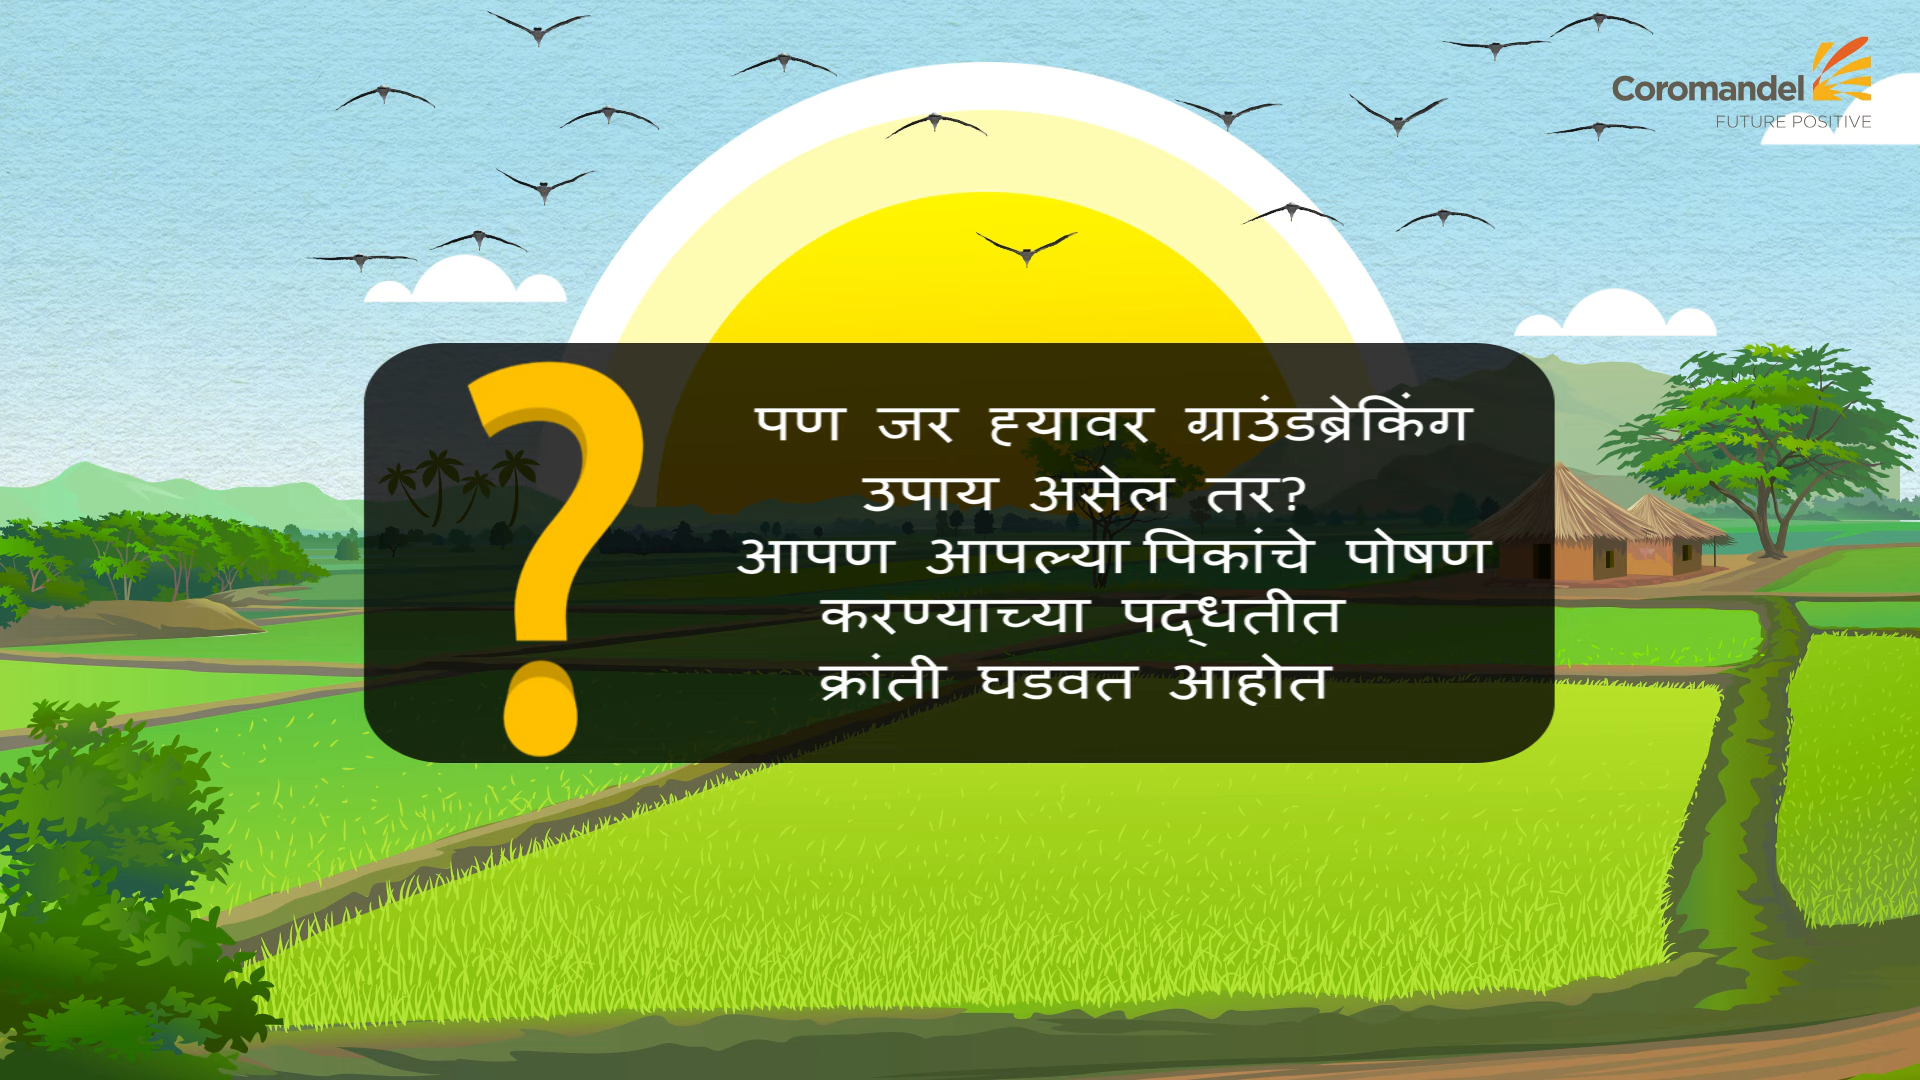 Coromandel
FUTURE POSITIVE
पण जर ह्यावर ग्राउंडब्रेकिंग
उपाय असेल तर?
आपण आपल्या पिकांचे पोषण
करण्याच्या पद्धतीत
क्रांती घडवत आहोत